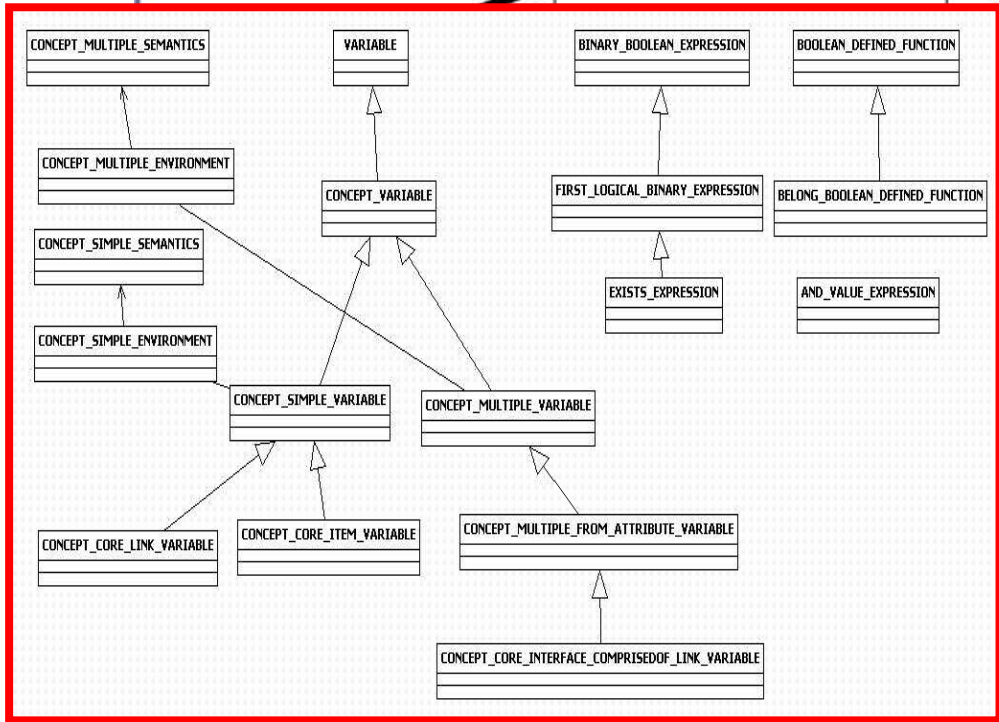 CONCEPT_MULTIPLE_SEMANTICS
VARIABLE
BINARY_BOOLEAN_EXPRESSION
BOOLEAN_DEFINED_FUNCTION
CONCEPT_MULTIPLE_ENVIRONMENT
CONCEPT_VARIABLE
FIRST_LOGICAL_BINARY_EXPRESSION
BELONG_BOOLEAN_DEFINED_FUNCTION
CONCEPT_SIMPLE_SEMANTICS
EXISTS_EXPRESSION
AND_VALUE_EXPRESSION
CONCEPT_SIMPLE_ENVIRONMENT
CONCEPT_SIMPLE_VARIABLE
CONCEPT_MULTIPLE_VARIABLE
CONCEPT_CORE_LINK_VARIABLE
CONCEPT_CORE_ITEM_VARIABLE
CONCEPT_MULTIPLE_FROM_ATTRIBUTE_VARIABLE
CONCEPT_CORE_INTERFACE_COMPRISEDOF_LINK_VARIABLE